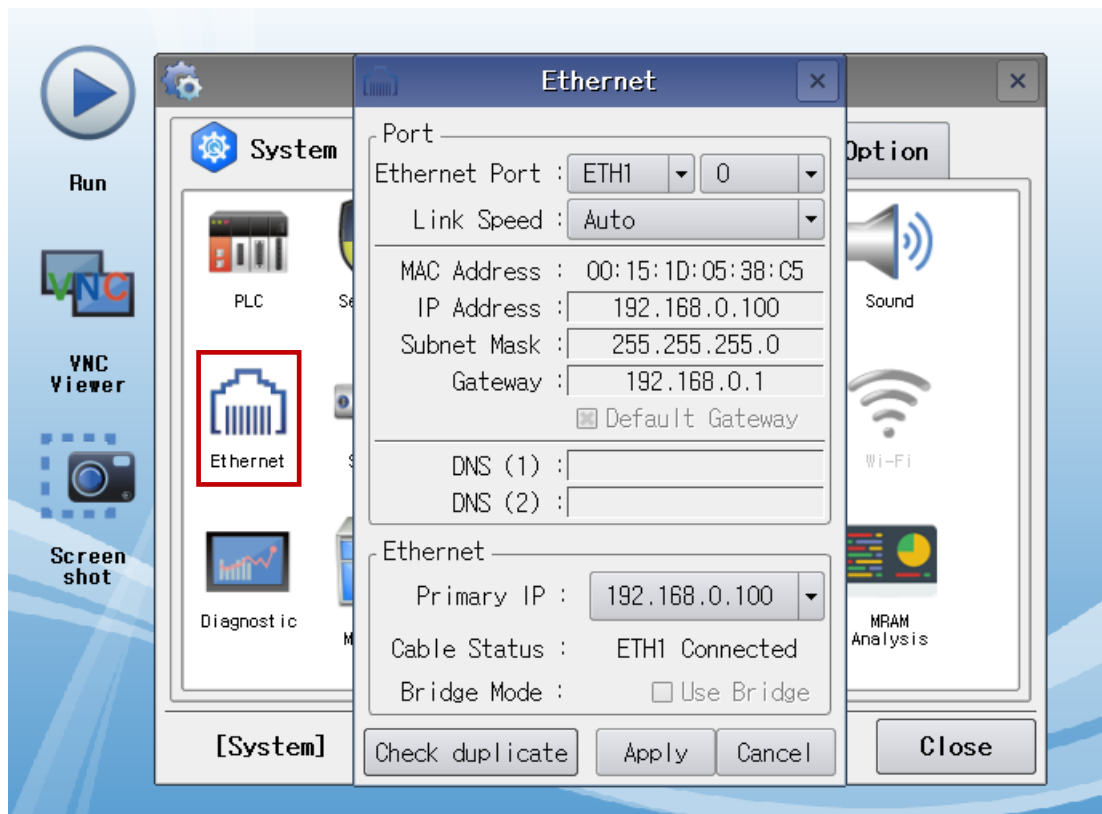 Run
VNC
VNC
Viewer
Screen
shot
System
Option
PLC
Se
Sound
Ethernet
S
Wi-Fi
Diagnostic
M
MRAM
Analysis
[System]
Close
Ethernet
Port
Ethernet Port : ETH1 0
Link Speed : Auto
MAC Address : 00:15:1D:05:38:C5
IP Address : 192.168.0.100
Subnet Mask : 255.255.255.0
Gateway : 192.168.0.1
Default Gateway
DNS (1) :
DNS (2) :
Ethernet
Primary IP : 192.168.0.100
Cable Status : ETH1 Connected
Bridge Mode : Use Bridge
Check duplicate Apply Cancel